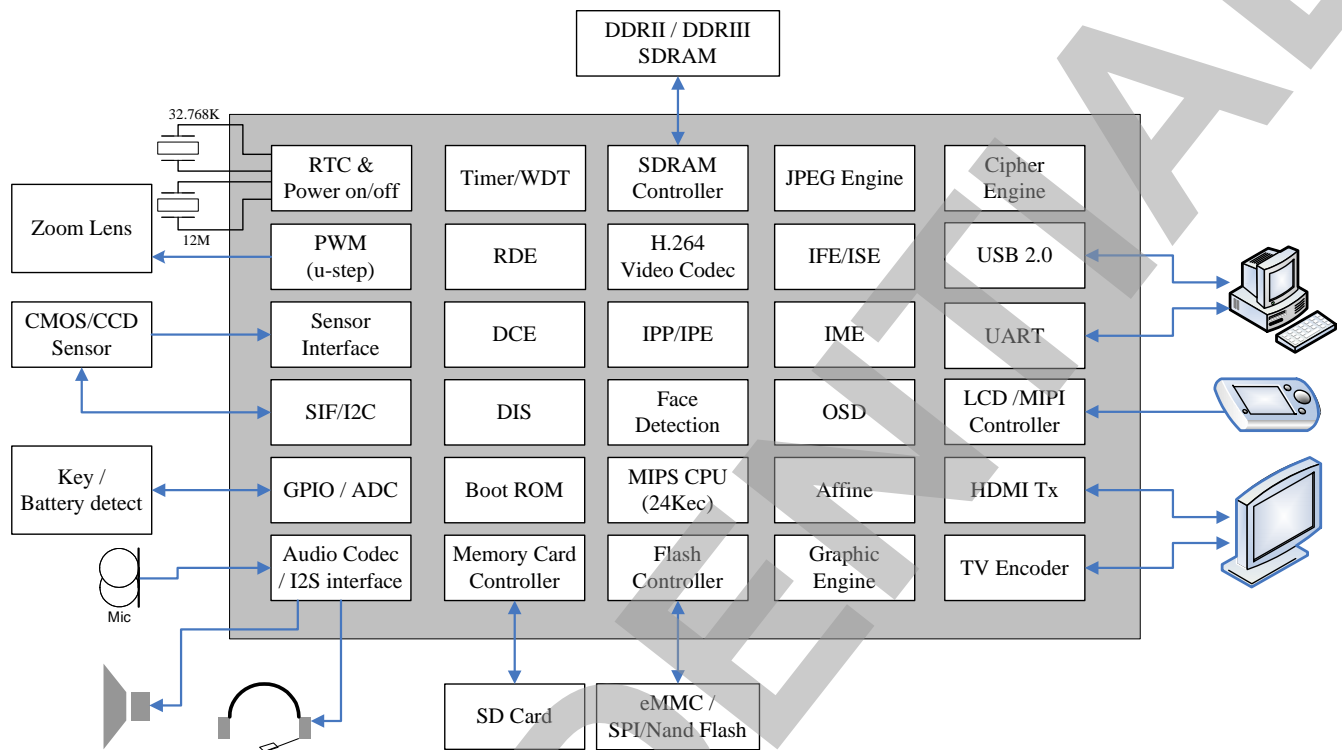 DDRII / DDRIII
SDRAM
32.768K
12M
RTC &
Power on/off
Timer/WDT
SDRAM
Controller
JPEG Engine
Cipher
Engine
Zoom Lens
PWM
(u-step)
RDE
H.264
Video Codec
IFE/ISE
USB 2.0
CMOS/CCD
Sensor
Sensor
Interface
DCE
IPP/IPE
IME
UART
SIF/I2C
DIS
Face
Detection
OSD
LCD /MIPI
Controller
Key /
Battery detect
GPIO / ADC
Boot ROM
MIPS CPU
(24Kec)
Affine
HDMI Tx
Mic
Audio Codec
/ I2S interface
Memory Card
Controller
Flash
Controller
Graphic
Engine
TV Encoder
SD Card
eMMC /
SPI/Nand Flash
DENTIAL